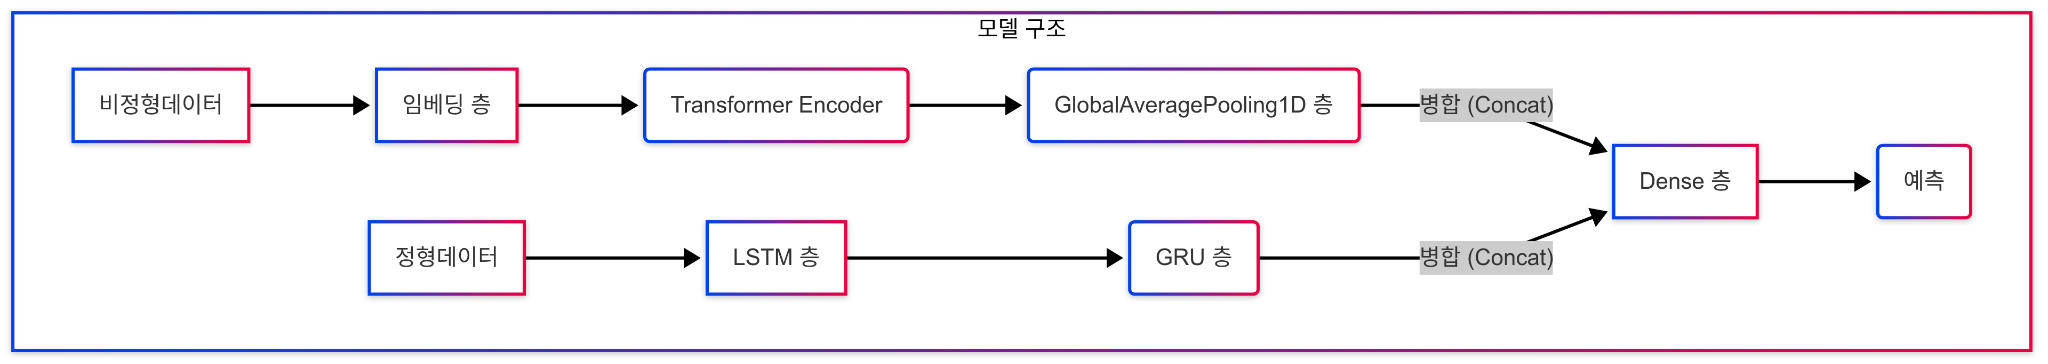 모델 구조
비정형데이터
임베딩 층
Transformer Encoder
GlobalAveragePooling1D 층
병합 (Concat)
정형데이터
LSTM 층
GRU 층
병합 (Concat)
Dense 층
예측